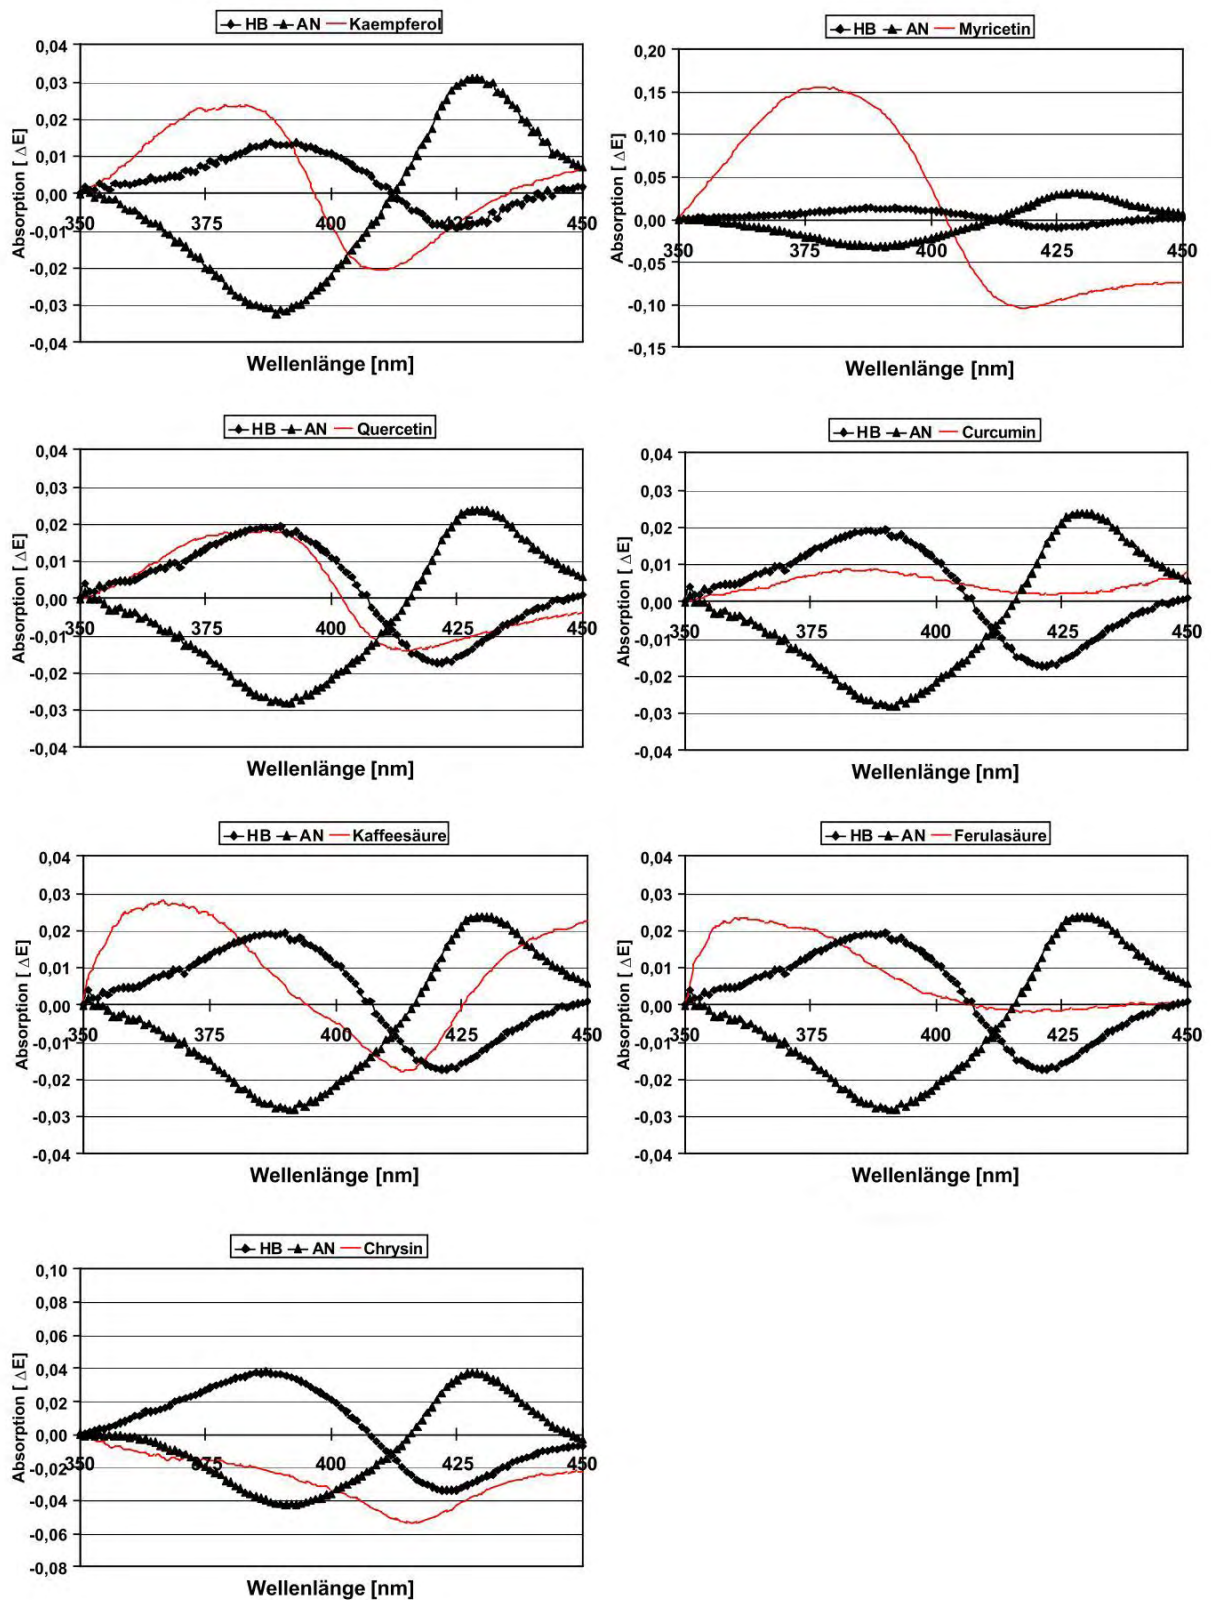 HB AN Kaempferol
0,04
0,03
0,02
0,01
0,00
-0,01
-0,02
-0,03
-0,04
350 375 400 425 450
Absorption [ ΔE]
Wellenlänge [nm]
HB AN Myricetin
0,20
0,15
0,10
0,05
0,00
-0,05
-0,10
-0,15
350 375 400 425 450
Absorption [ ΔE]
Wellenlänge [nm]
HB AN Quercetin
0,04
0,03
0,02
0,01
0,00
-0,01
-0,02
-0,03
-0,04
350 375 400 425 450
Absorption [ ΔE]
Wellenlänge [nm]
HB AN Curcumin
0,04
0,03
0,02
0,01
0,00
-0,01
-0,02
-0,03
-0,04
350 375 400 425 450
Absorption [ ΔE]
Wellenlänge [nm]
HB AN Kaffeesäure
0,04
0,03
0,02
0,01
0,00
-0,01
-0,02
-0,03
-0,04
350 375 400 425 450
Absorption [ ΔE]
Wellenlänge [nm]
HB AN Ferulasäure
0,04
0,03
0,02
0,01
0,00
-0,01
-0,02
-0,03
-0,04
350 375 400 425 450
Absorption [ ΔE]
Wellenlänge [nm]
HB AN Chrysin
0,10
0,08
0,06
0,04
0,02
0,00
-0,02
-0,04
-0,06
-0,08
350 375 400 425 450
Absorption [ ΔE]
Wellenlänge [nm]